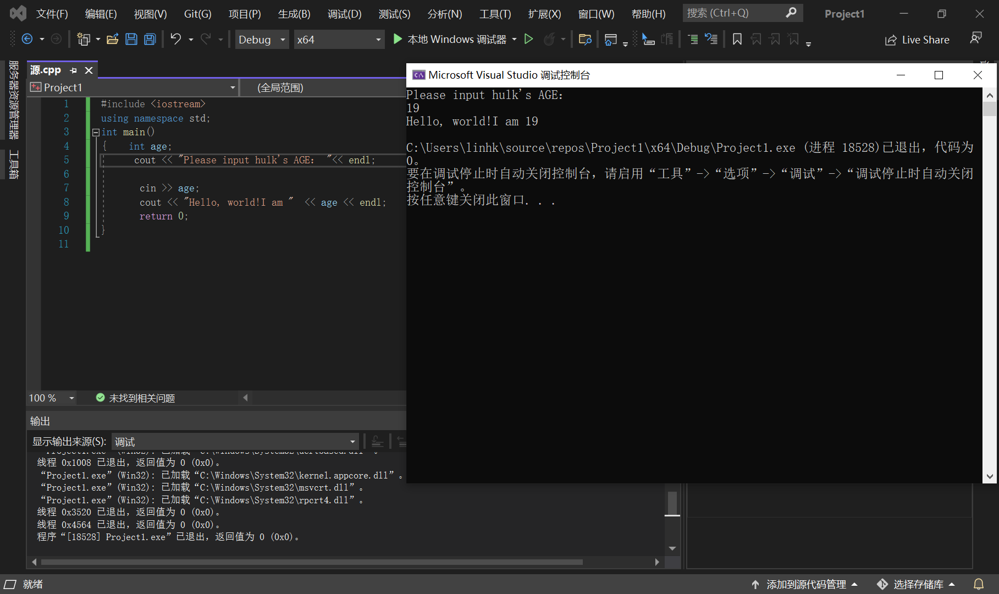 文件(F) 编辑(E) 视图(V) Git(G) 项目(P) 生成(B) 调试(D) 测试(S) 分析(N) 工具(T) 扩展(X) 窗口(W) 帮助(H) 搜索 (Ctrl+Q) Project1
Debug x64 本地 Windows 调试器 Live Share
服务器资源管理器
工具箱
源.cpp
Project1 (全局范围)
1 #include <iostream>
2 using namespace std;
3 int main()
4 { int age;
5 cout << "Please input hulk's AGE： "<< endl;
6
7 cin >> age;
8 cout << "Hello, world!I am " << age << endl;
9 return 0;
10 }
11
100 % 未找到相关问题
Microsoft Visual Studio 调试控制台
Please input hulk's AGE：
19
Hello, world!I am 19
C:\Users\linhk\source\repos\Project1\x64\Debug\Project1.exe (进程 18528)已退出，代码为
0。
要在调试停止时自动关闭控制台，请启用“工具”->“选项”->“调试”->“调试停止时自动关闭
控制台”。
按任意键关闭此窗口. . .
输出
显示输出来源(S): 调试
“Project1.exe”(Win32): 已加载“C:\Windows\System32\ucrtbased.dll”。
线程 0x1008 已退出，返回值为 0 (0x0)。
“Project1.exe”(Win32): 已加载“C:\Windows\System32\kernel.appcore.dll”。
“Project1.exe”(Win32): 已加载“C:\Windows\System32\msvcrt.dll”。
“Project1.exe”(Win32): 已加载“C:\Windows\System32\rpcrt4.dll”。
线程 0x3520 已退出，返回值为 0 (0x0)。
线程 0x4564 已退出，返回值为 0 (0x0)。
程序“[18528] Project1.exe”已退出，返回值为 0 (0x0)。
就绪 添加到源代码管理 选择存储库